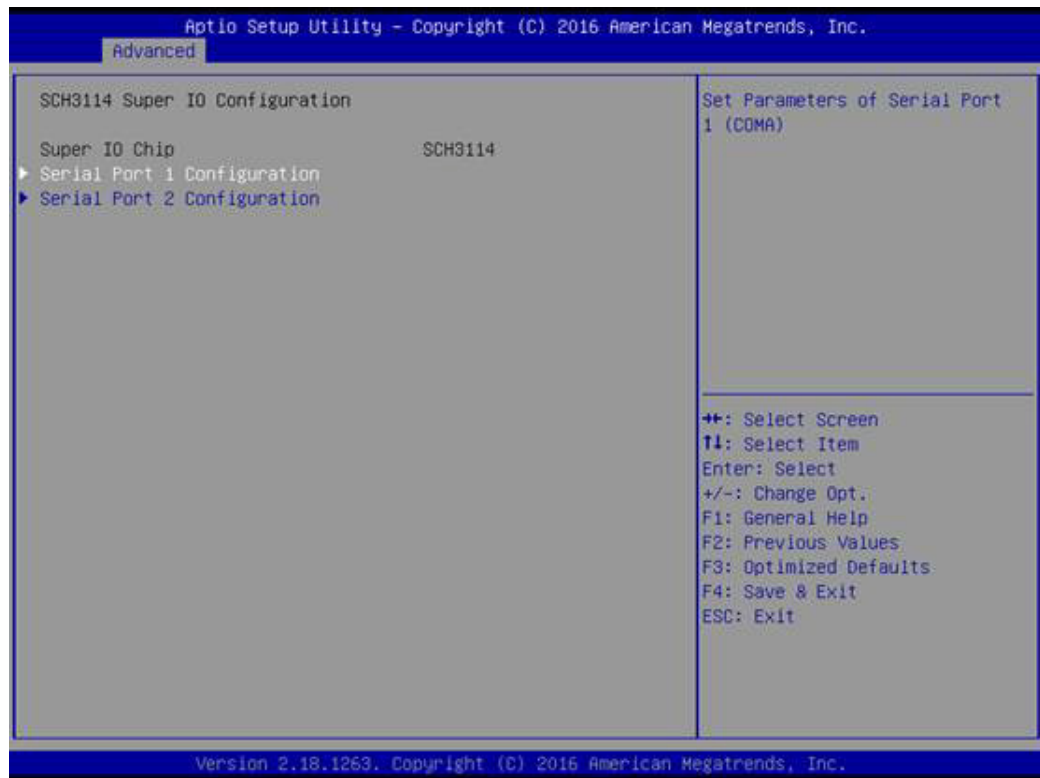 Aptio Setup Utility – Copyright (C) 2016 American Megatrends, Inc.
Advanced
SCH3114 Super IO Configuration
Super IO Chip SCH3114
Serial Port 1 Configuration
Serial Port 2 Configuration
Set Parameters of Serial Port
1 (COMA)
→←: Select Screen
↑↓: Select Item
Enter: Select
+/-: Change Opt.
F1: General Help
F2: Previous Values
F3: Optimized Defaults
F4: Save & Exit
ESC: Exit
Version 2.18.1263. Copyright (C) 2016 American Megatrends, Inc.